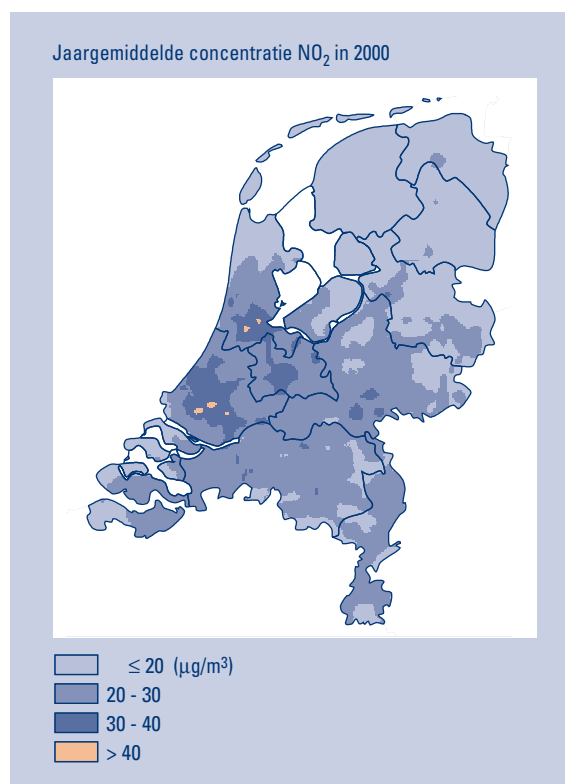 Jaargemiddelde concentratie NO₂ in 2000
≤ 20 (μg/m³)
20 - 30
30 - 40
> 40